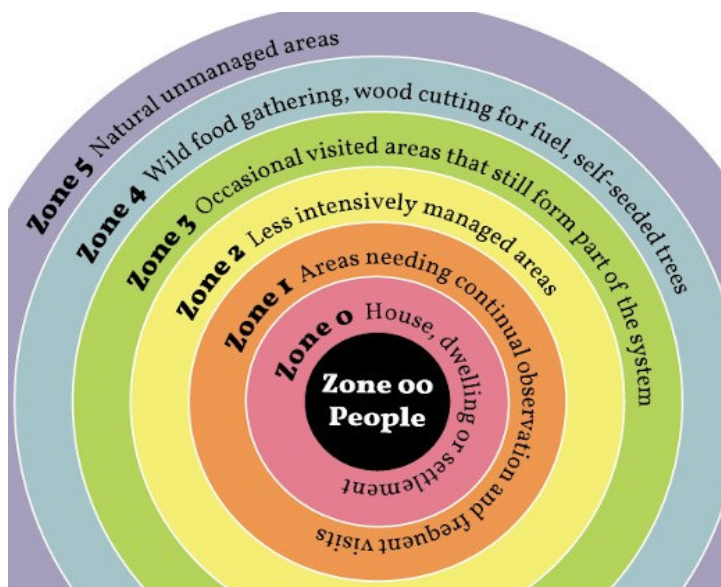 Zone 5 Natural unmanaged areas
Zone 4 Wild food gathering, wood cutting for fuel, self-seeded trees
Zone 3 Occasional visited areas that still form part of the system
Zone 2 Less intensively managed areas
Zone 1 Areas needing continual observation and frequent visits
Zone 0 House, dwelling or settlement
Zone 00
People